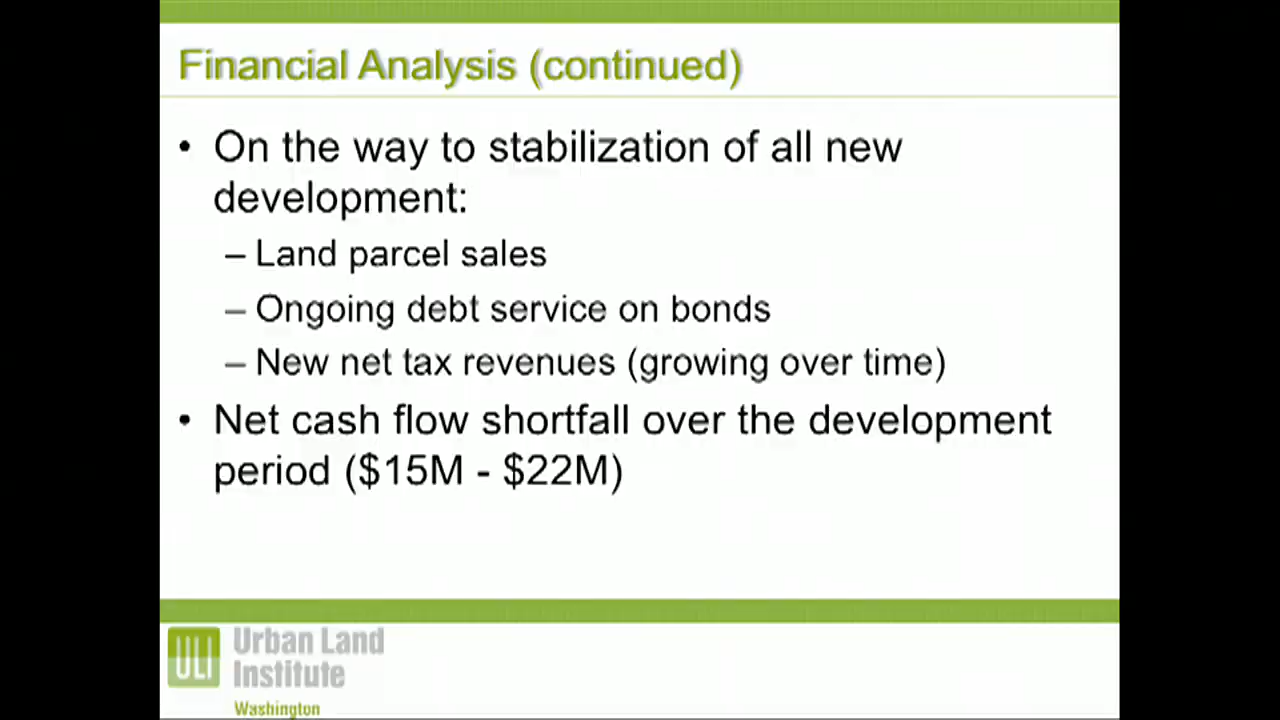 Financial Analysis (continued)
• On the way to stabilization of all new
development:
– Land parcel sales
– Ongoing debt service on bonds
– New net tax revenues (growing over time)
• Net cash flow shortfall over the development
period ($15M - $22M)
ULI
Urban Land
Institute
Washington